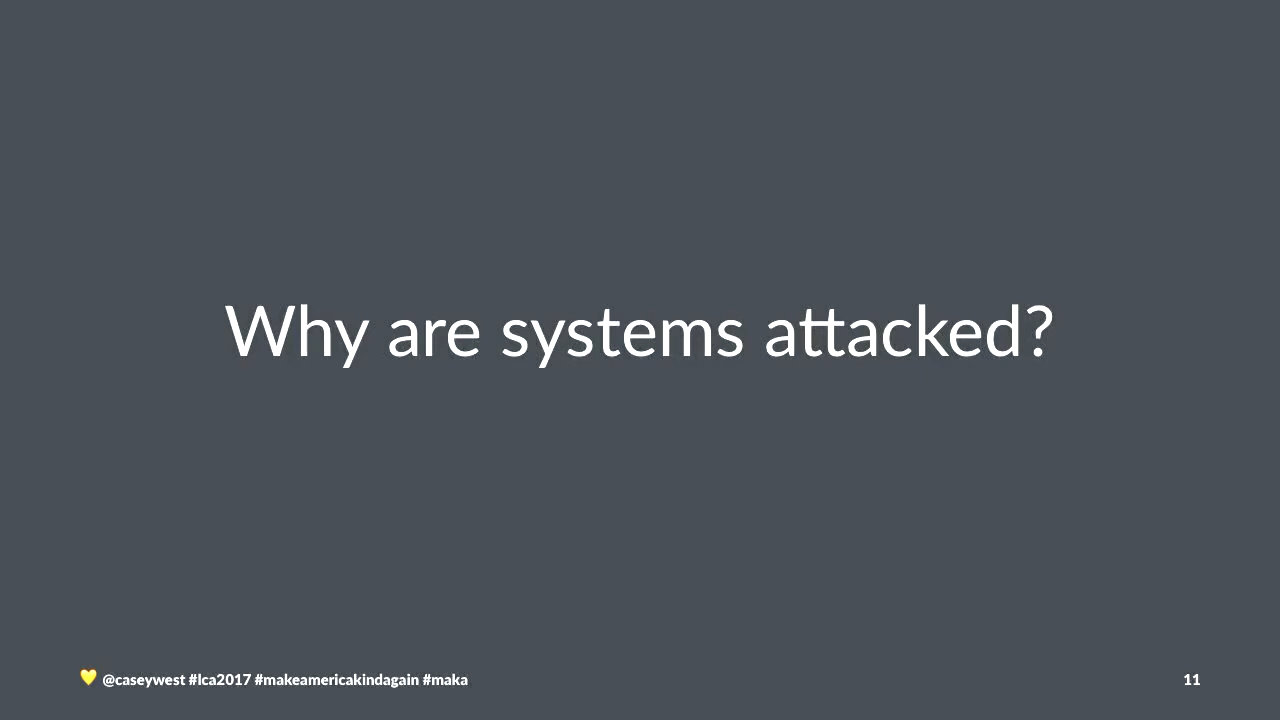 Why are systems attacked?
💛 @caseywest #lca2017 #makeamericakindagain #maka
11